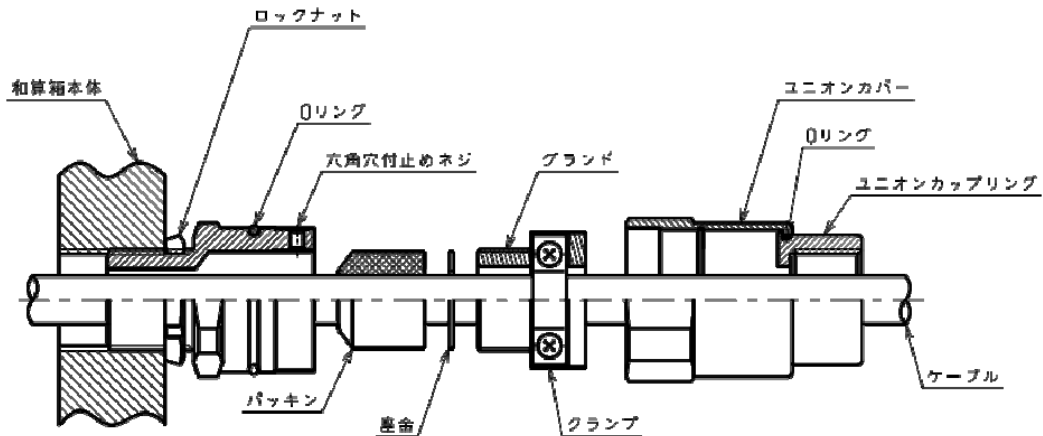 ロックナット
和算箱本体
Oリング
六角穴付止めネジ
グランド
ユニオンカバー
Oリング
ユニオンカップリング
パッキン
座金
クランプ
ケーブル